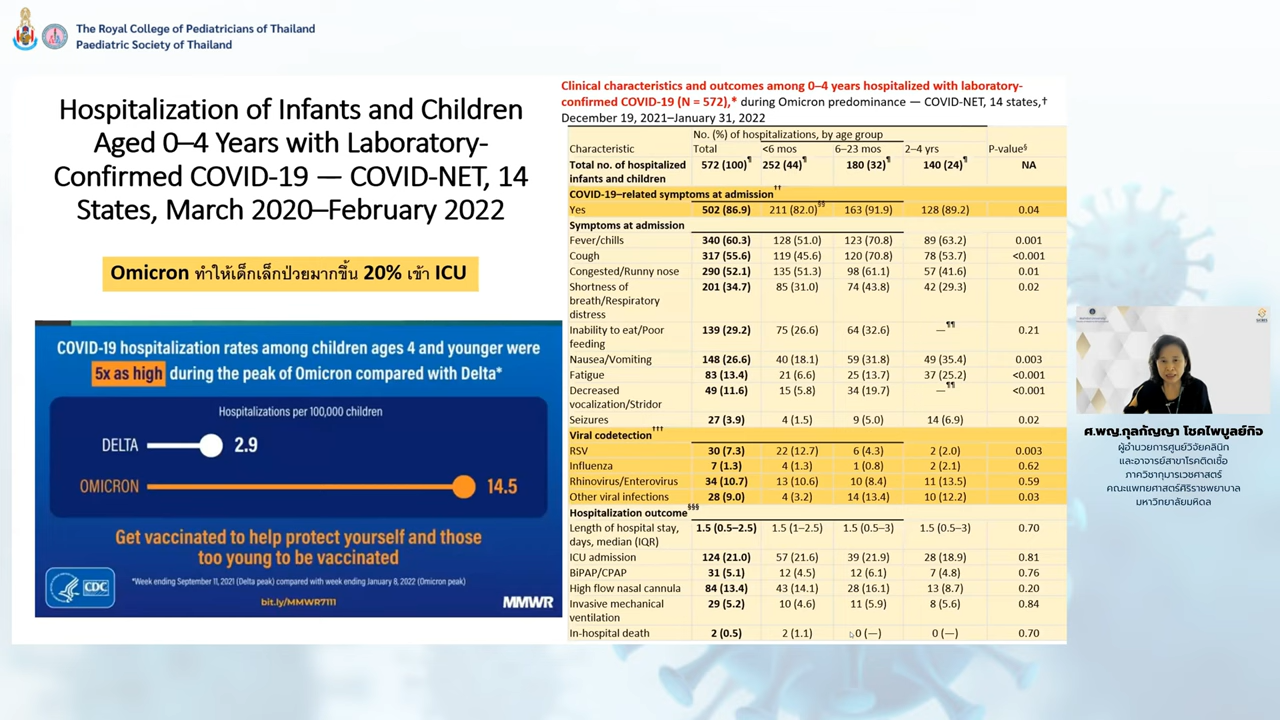 The Royal College of Pediatricians of Thailand
Paediatric Society of Thailand
Hospitalization of Infants and Children
Aged 0–4 Years with Laboratory-
Confirmed COVID-19 — COVID-NET, 14
States, March 2020–February 2022
Omicron ทำให้เด็กเล็กป่วยมากขึ้น 20% เข้า ICU
COVID-19 hospitalization rates among children ages 4 and younger were
5x as high during the peak of Omicron compared with Delta*
Hospitalizations per 100,000 children
DELTA 2.9
OMICRON 14.5
Get vaccinated to help protect yourself and those
too young to be vaccinated
*Week ending September 11, 2021 (Delta peak) compared with week ending January 8, 2022 (Omicron peak)
CDC
bit.ly/MMWR7111
MMWR
Clinical characteristics and outcomes among 0–4 years hospitalized with laboratory-
confirmed COVID-19 (N = 572),* during Omicron predominance — COVID-NET, 14 states,†
December 19, 2021–January 31, 2022
No. (%) of hospitalizations, by age group
Characteristic Total <6 mos 6–23 mos 2–4 yrs P-value§
Total no. of hospitalized 572 (100)¶ 252 (44)¶ 180 (32)¶ 140 (24)¶ NA
infants and children
COVID-19–related symptoms at admission††
Yes 502 (86.9) 211 (82.0)§§ 163 (91.9) 128 (89.2) 0.04
Symptoms at admission
Fever/chills 340 (60.3) 128 (51.0) 123 (70.8) 89 (63.2) 0.001
Cough 317 (55.6) 119 (45.6) 120 (70.8) 78 (53.7) <0.001
Congested/Runny nose 290 (52.1) 135 (51.3) 98 (61.1) 57 (41.6) 0.01
Shortness of 201 (34.7) 85 (31.0) 74 (43.8) 42 (29.3) 0.02
breath/Respiratory
distress
Inability to eat/Poor 139 (29.2) 75 (26.6) 64 (32.6) —¶¶ 0.21
feeding
Nausea/Vomiting 148 (26.6) 40 (18.1) 59 (31.8) 49 (35.4) 0.003
Fatigue 83 (13.4) 21 (6.6) 25 (13.7) 37 (25.2) <0.001
Decreased 49 (11.6) 15 (5.8) 34 (19.7) —¶¶ <0.001
vocalization/Stridor
Seizures 27 (3.9) 4 (1.5) 9 (5.0) 14 (6.9) 0.02
Viral codetection†††
RSV 30 (7.3) 22 (12.7) 6 (4.3) 2 (2.0) 0.003
Influenza 7 (1.3) 4 (1.3) 1 (0.8) 2 (2.1) 0.62
Rhinovirus/Enterovirus 34 (10.7) 13 (10.6) 10 (8.4) 11 (13.5) 0.59
Other viral infections 28 (9.0) 4 (3.2) 14 (13.4) 10 (12.2) 0.03
Hospitalization outcome§§§
Length of hospital stay, 1.5 (0.5–2.5) 1.5 (1–2.5) 1.5 (0.5–3) 1.5 (0.5–3) 0.70
days, median (IQR)
ICU admission 124 (21.0) 57 (21.6) 39 (21.9) 28 (18.9) 0.81
BiPAP/CPAP 31 (5.1) 12 (4.5) 12 (6.1) 7 (4.8) 0.76
High flow nasal cannula 84 (13.4) 43 (14.1) 28 (16.1) 13 (8.7) 0.20
Invasive mechanical 29 (5.2) 10 (4.6) 11 (5.9) 8 (5.6) 0.84
ventilation
In-hospital death 2 (0.5) 2 (1.1) 0 (—) 0 (—) 0.70
ศ.พญ.กุลกัญญา โชคไพบูลย์กิจ
ผู้อำนวยการศูนย์วิจัยคลินิก
และอาจารย์สาขาโรคติดเชื้อ
ภาควิชากุมารเวชศาสตร์
คณะแพทยศาสตร์ศิริราชพยาบาล
มหาวิทยาลัยมหิดล